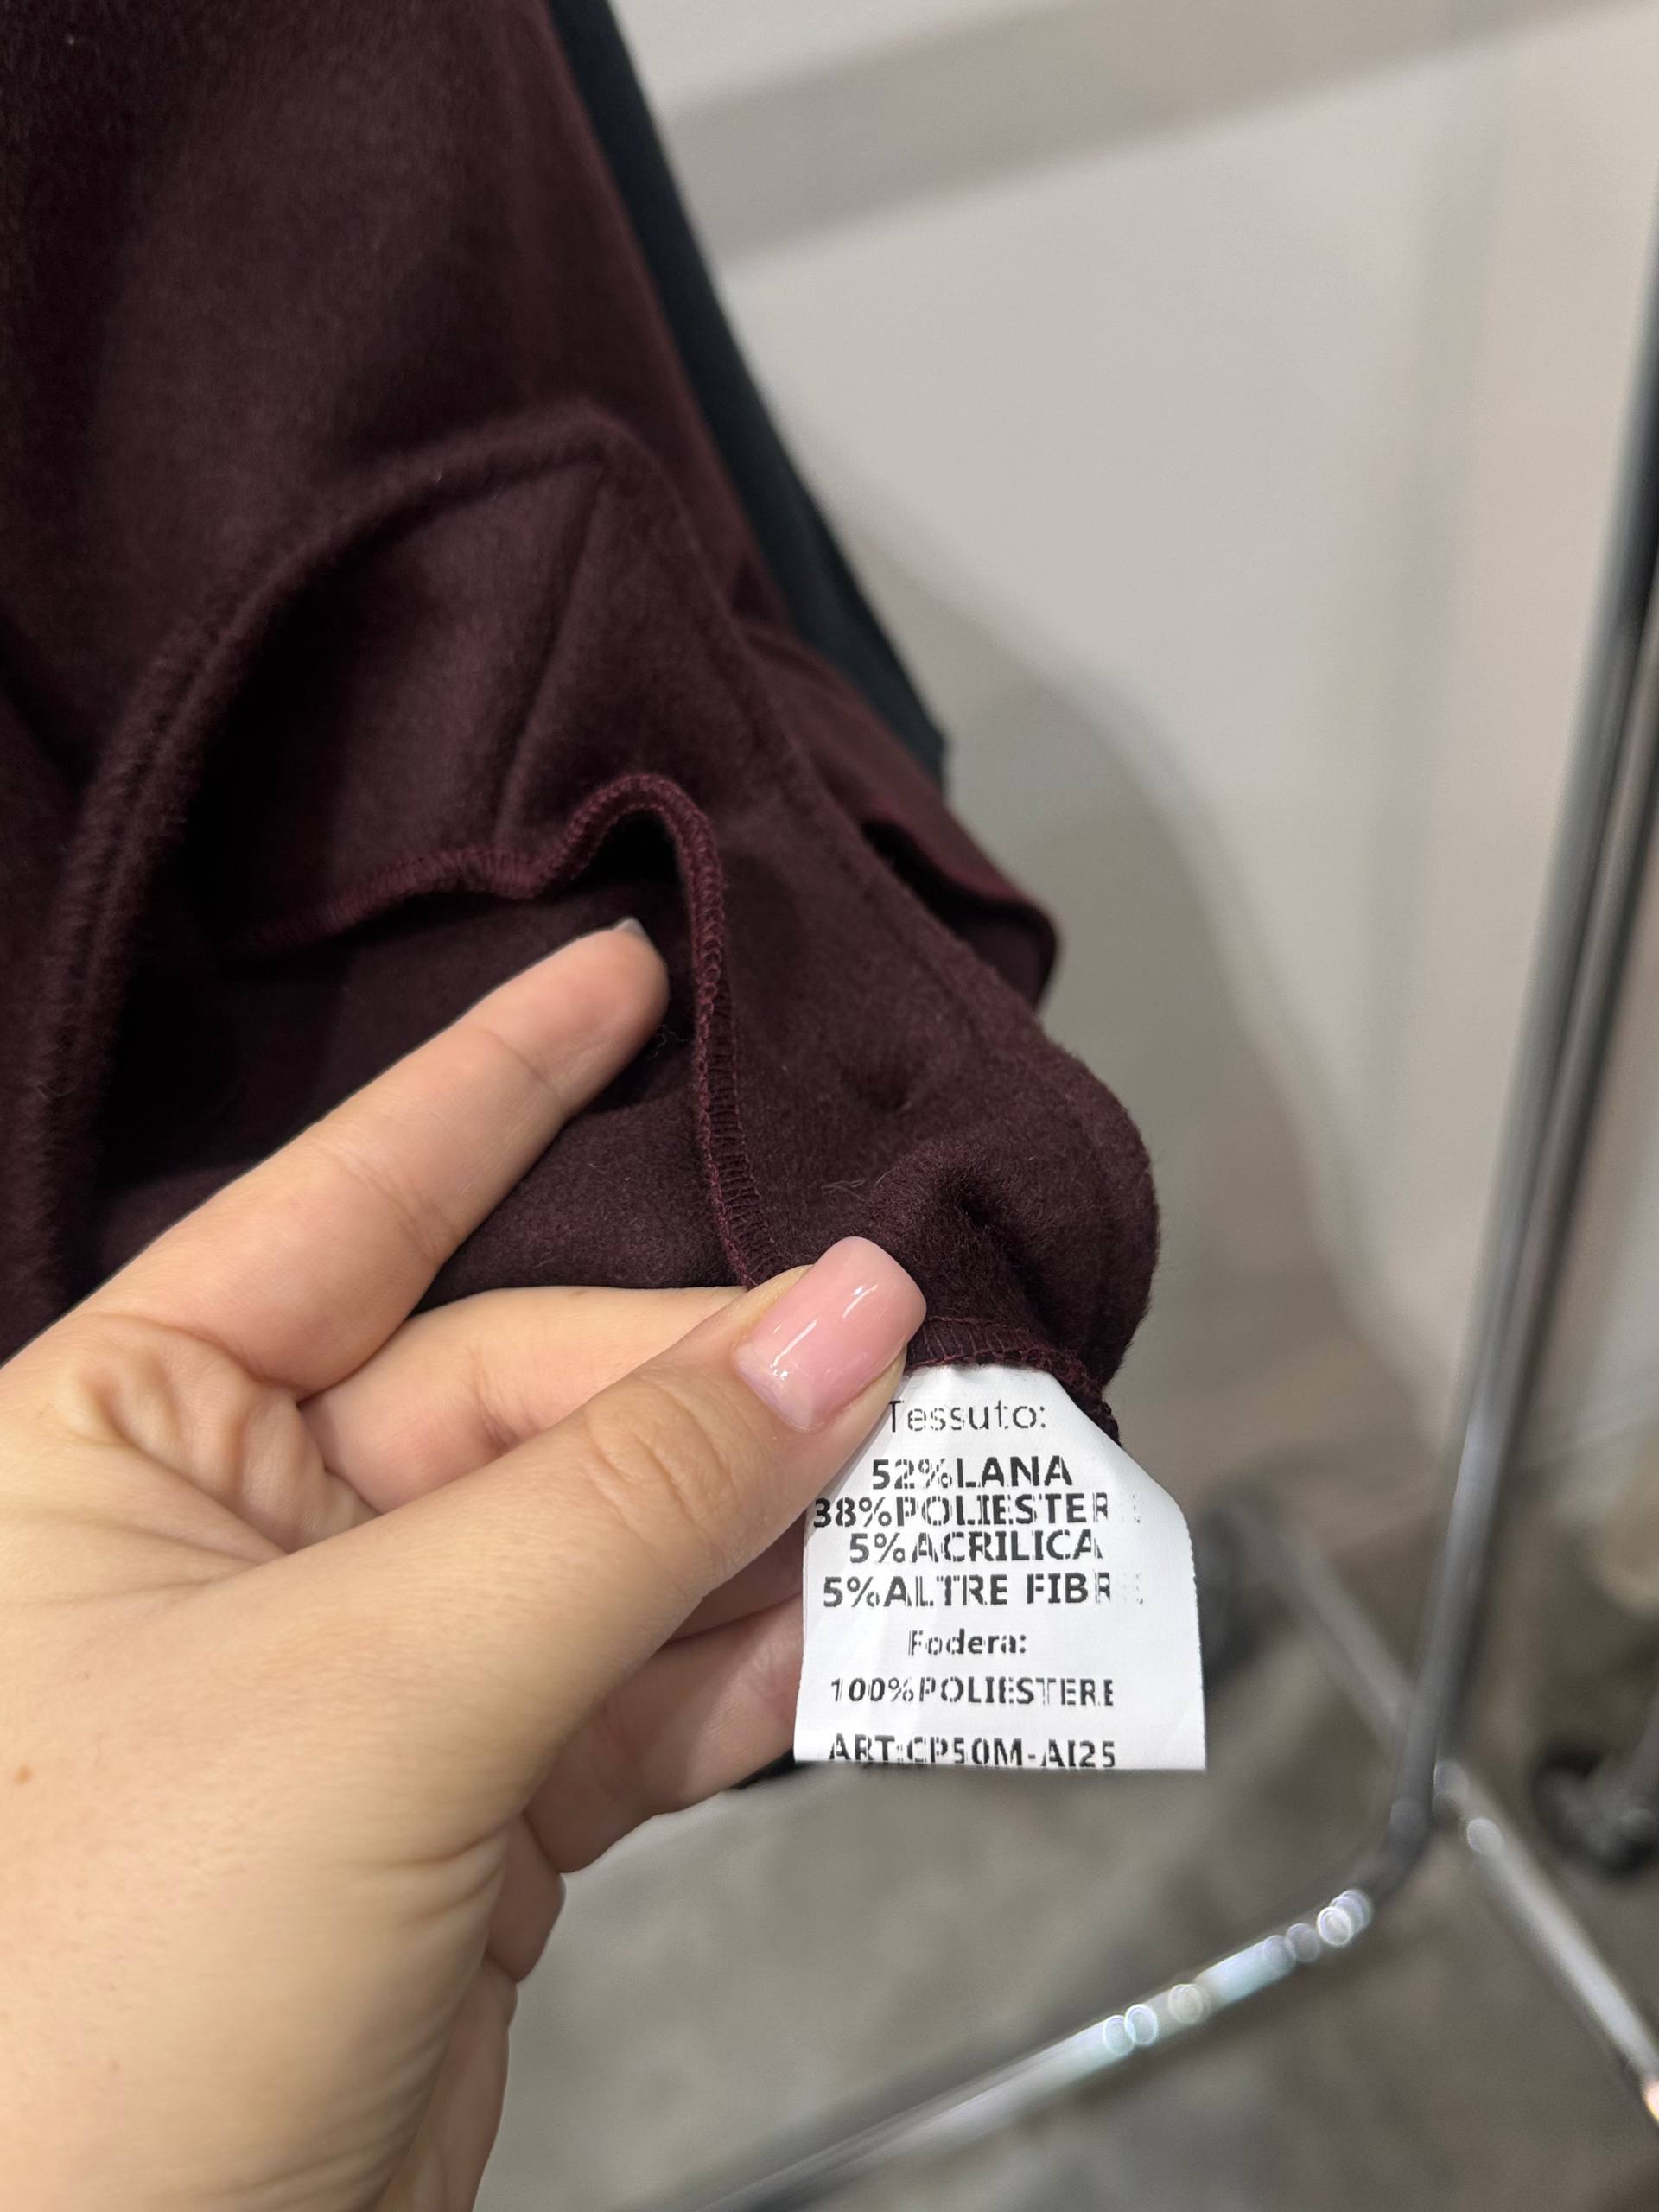 Tessuto:
52%LANA
38%POLIESTERE
5%ACRILICA
5%ALTRE FIBRE
Fodera:
100%POLIESTERE
ART:CP50M-AI25